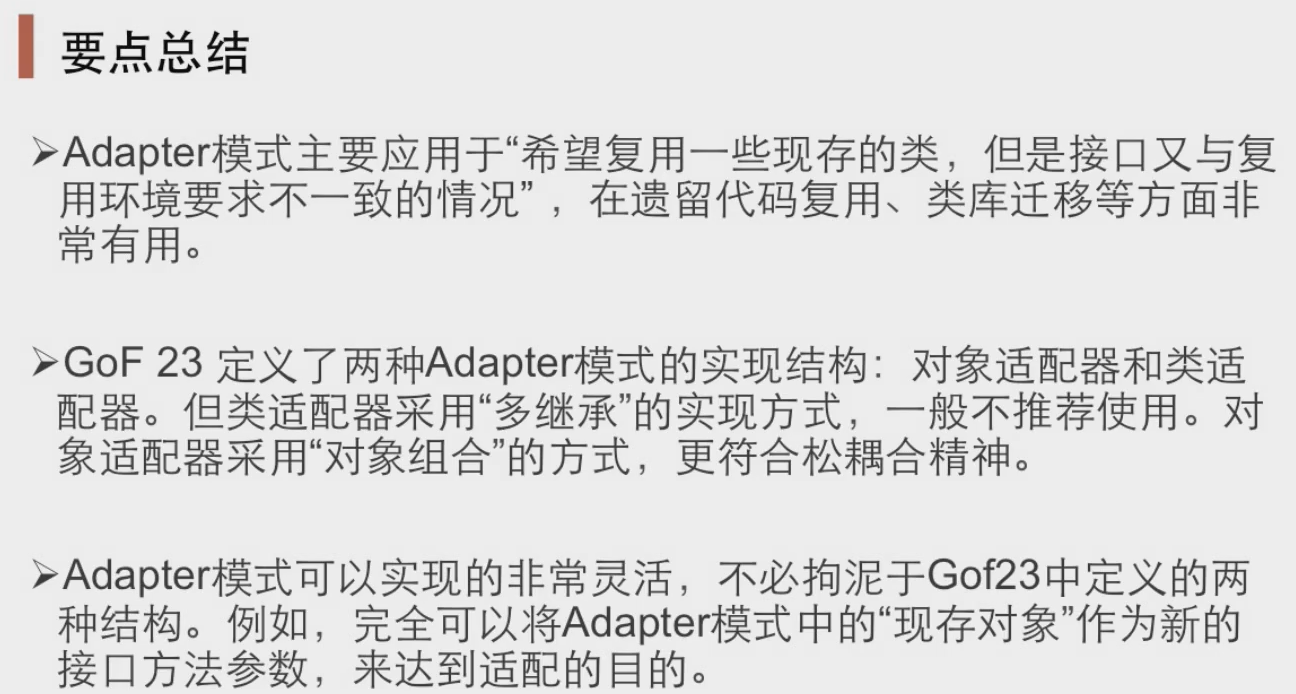 要点总结
➢Adapter模式主要应用于“希望复用一些现存的类，但是接口又与复
用环境要求不一致的情况”，在遗留代码复用、类库迁移等方面非
常有用。
➢GoF 23 定义了两种Adapter模式的实现结构：对象适配器和类适
配器。但类适配器采用“多继承”的实现方式，一般不推荐使用。对
象适配器采用“对象组合”的方式，更符合松耦合精神。
➢Adapter模式可以实现的非常灵活，不必拘泥于Gof23中定义的两
种结构。例如，完全可以将Adapter模式中的“现存对象”作为新的
接口方法参数，来达到适配的目的。